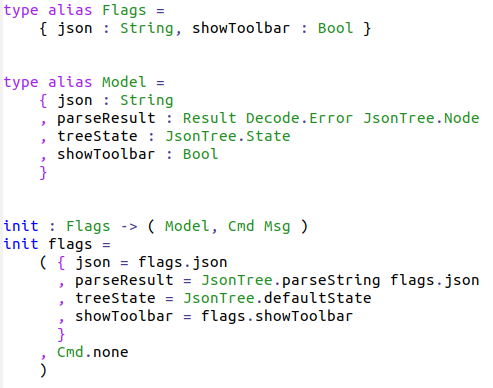 type alias Flags =
    { json : String, showToolbar : Bool }
type alias Model =
    { json : String
    , parseResult : Result Decode.Error JsonTree.Node
    , treeState : JsonTree.State
    , showToolbar : Bool
    }
init : Flags -> ( Model, Cmd Msg )
init flags =
    ( { json = flags.json
      , parseResult = JsonTree.parseString flags.json
      , treeState = JsonTree.defaultState
      , showToolbar = flags.showToolbar
      }
    , Cmd.none
    )